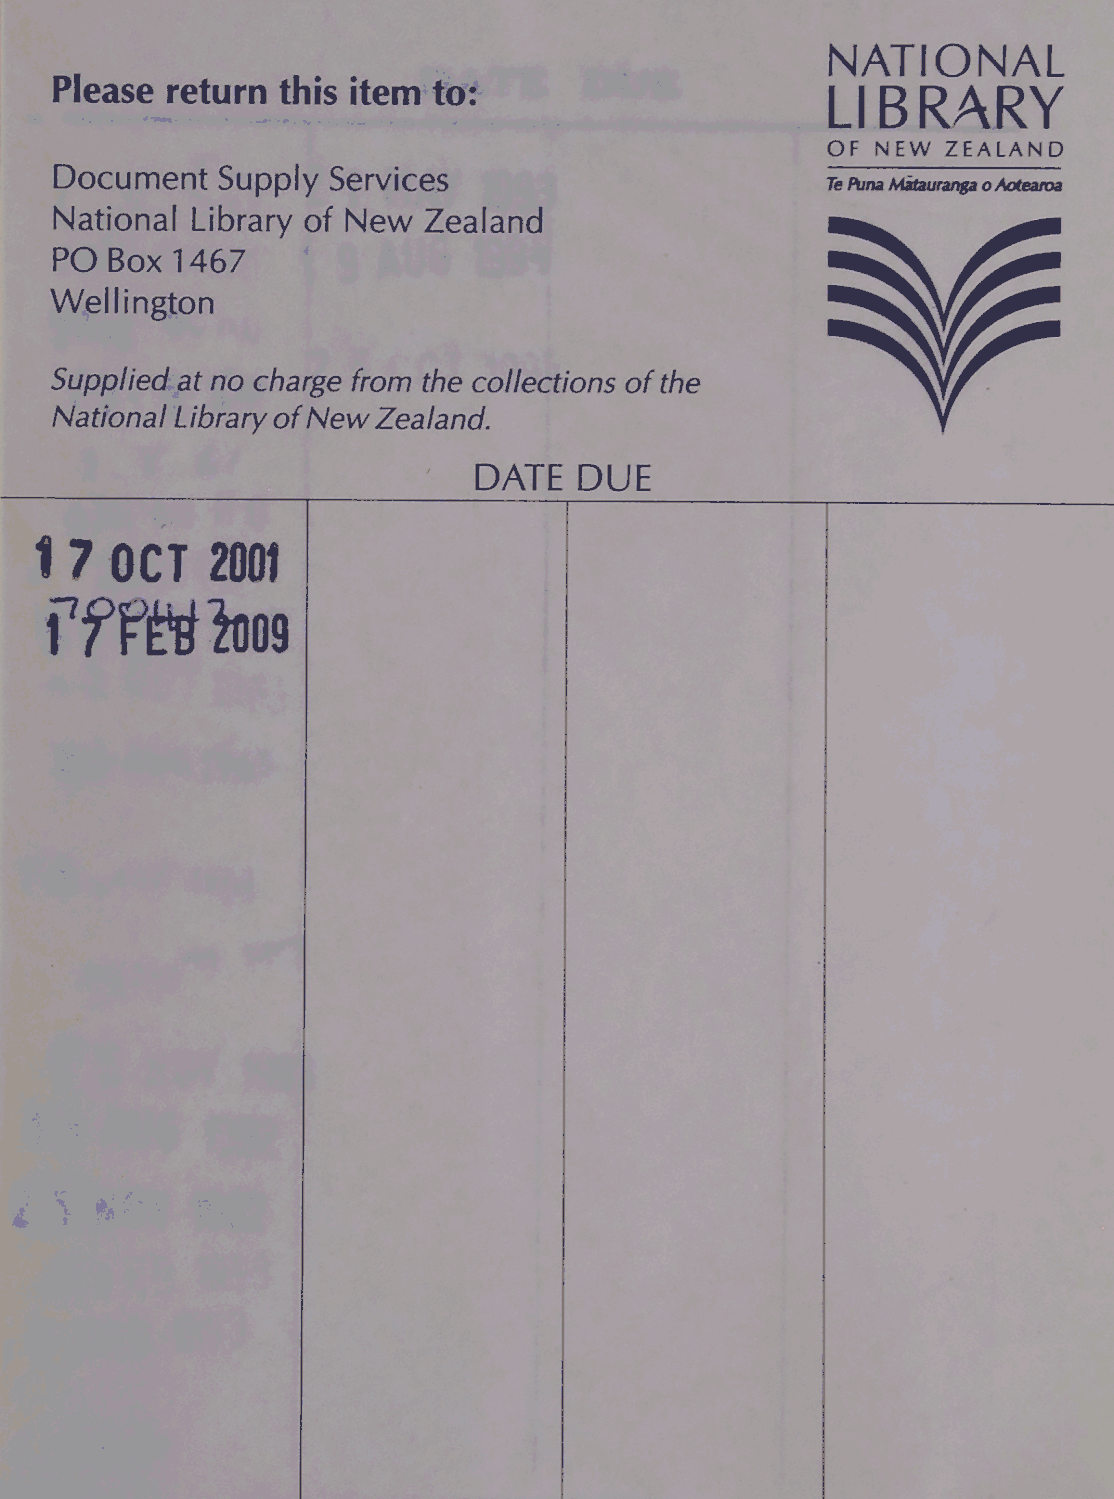 NATIONAL
LIBRARY
OF NEW ZEALAND
Te Puna Mātauranga o Aotearoa
Please return this item to:
Document Supply Services
National Library of New Zealand
PO Box 1467
Wellington
Supplied at no charge from the collections of the
National Library of New Zealand.
DATE DUE
17 OCT 2001
17 FEB 2009